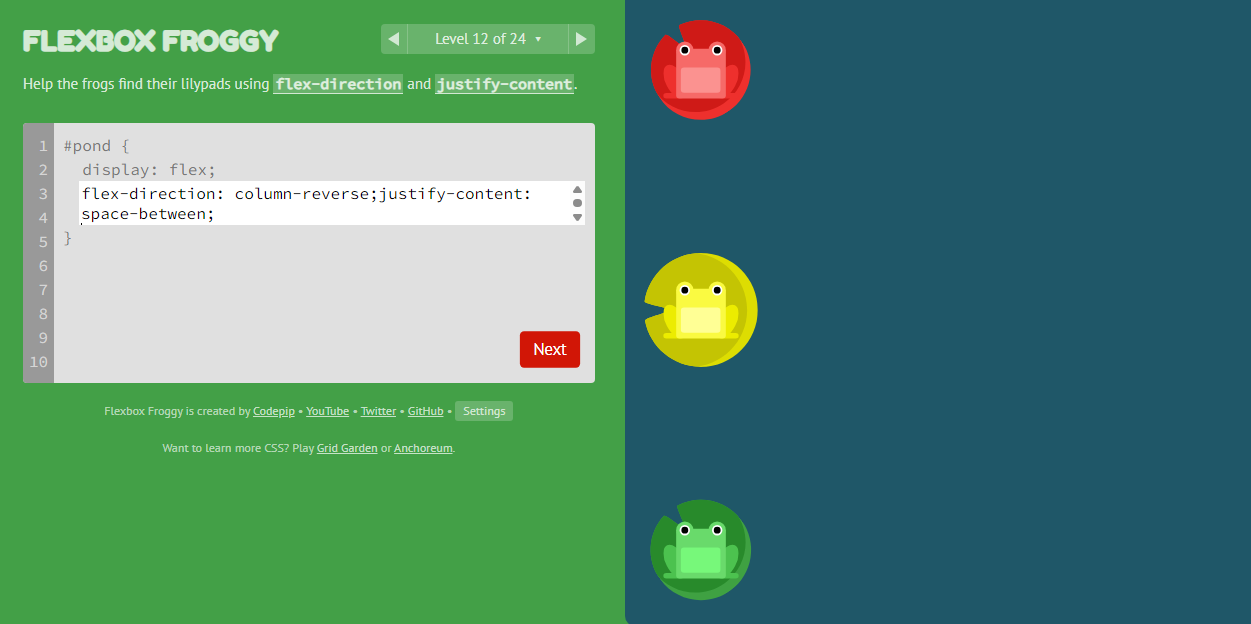 FLEXBOX FROGGY
Level 12 of 24
Help the frogs find their lilypads using flex-direction and justify-content.
1 #pond {
2 display: flex;
3 flex-direction: column-reverse;justify-content:
4 space-between;
5 }
6
7
8
9
10
Next
Flexbox Froggy is created by Codepip • YouTube • Twitter • GitHub • Settings
Want to learn more CSS? Play Grid Garden or Anchoreum.